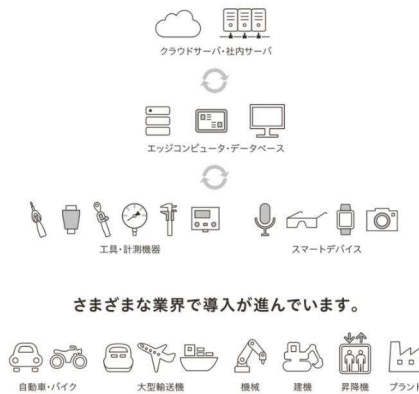 クラウドサーバ・社内サーバ
エッジコンピュータ・データベース
工具・計測機器
スマートデバイス
さまざまな業界で導入が進んでいます。
自動車・バイク
大型輸送機
機械
建機
昇降機
プラント